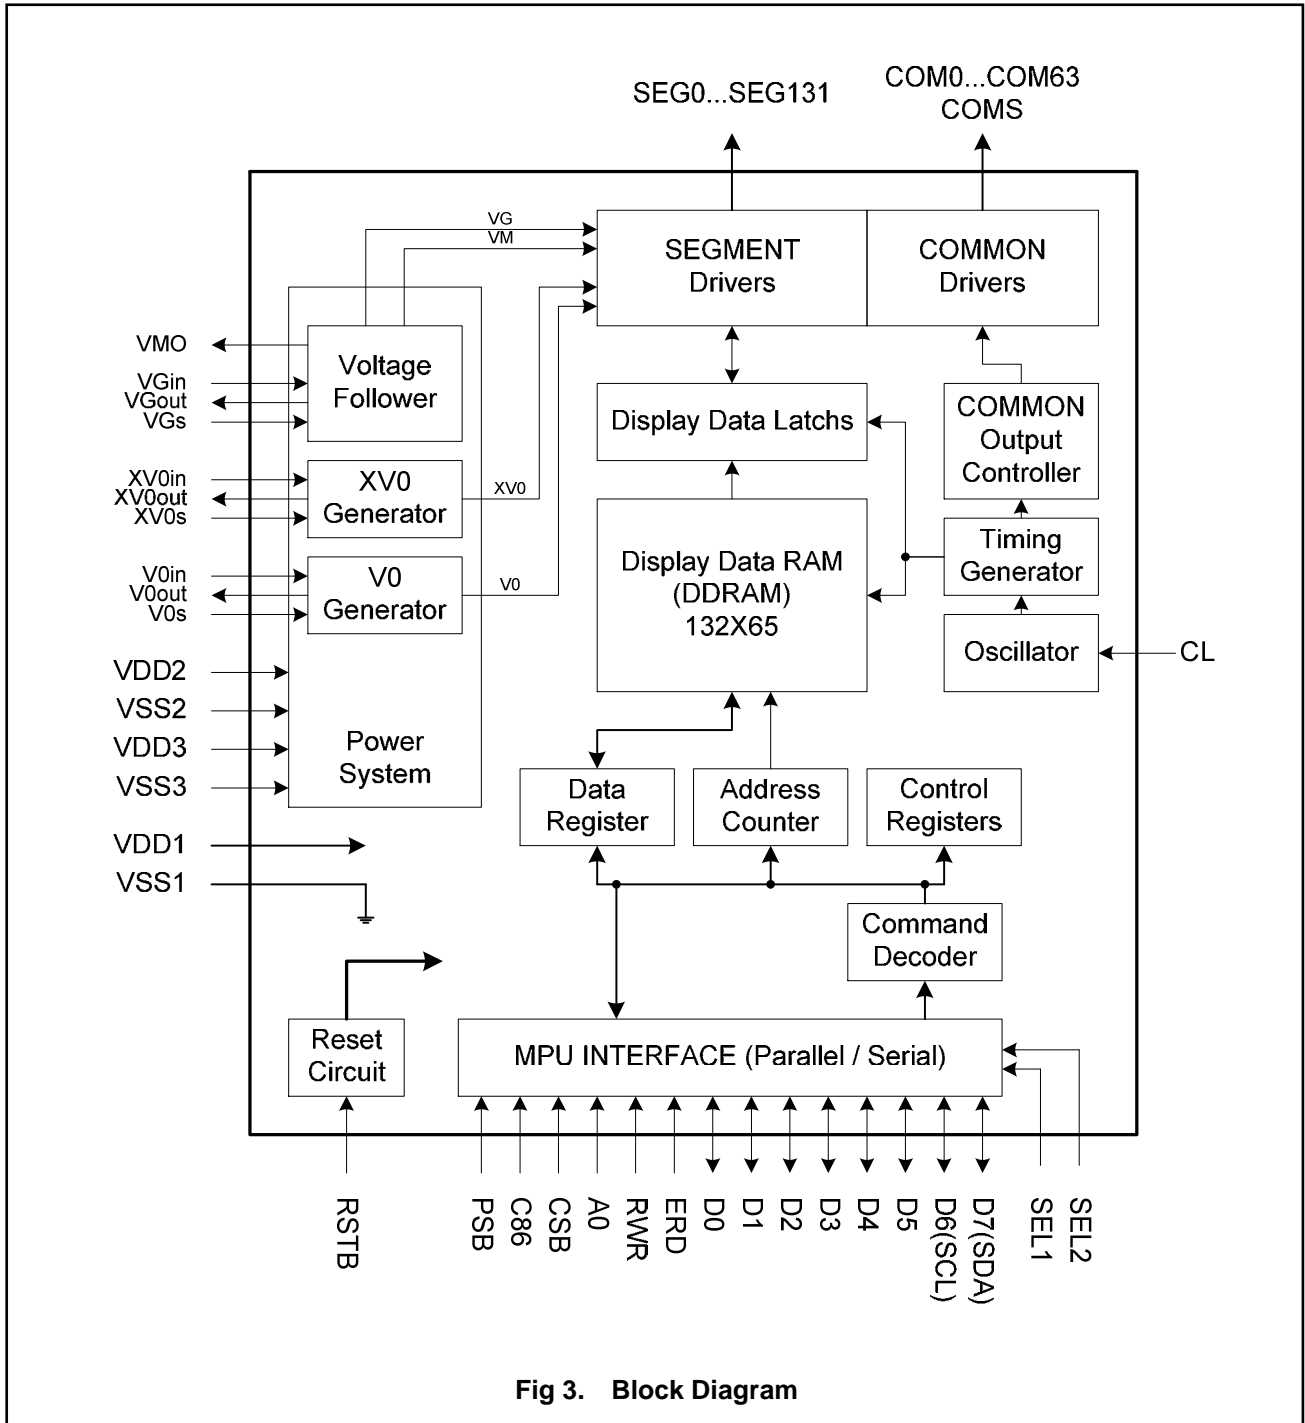 SEG0...SEG131
COM0...COM63
COMS
VG
VM
SEGMENT
Drivers
COMMON
Drivers
VMO
VGin
VGout
VGs
Voltage
Follower
Display Data Latchs
COMMON
Output
Controller
XV0in
XV0out
XV0s
XV0
Generator
XV0
V0in
V0out
V0s
V0
Generator
V0
Display Data RAM
(DDRAM)
132X65
Timing
Generator
Oscillator
CL
VDD2
VSS2
VDD3
VSS3
Power
System
VDD1
VSS1
Data
Register
Address
Counter
Control
Registers
Command
Decoder
Reset
Circuit
MPU INTERFACE (Parallel / Serial)
RSTB
PSB
C86
CSB
A0
RWR
ERD
D0
D1
D2
D3
D4
D5
D6(SCL)
D7(SDA)
SEL1
SEL2
Fig 3. Block Diagram